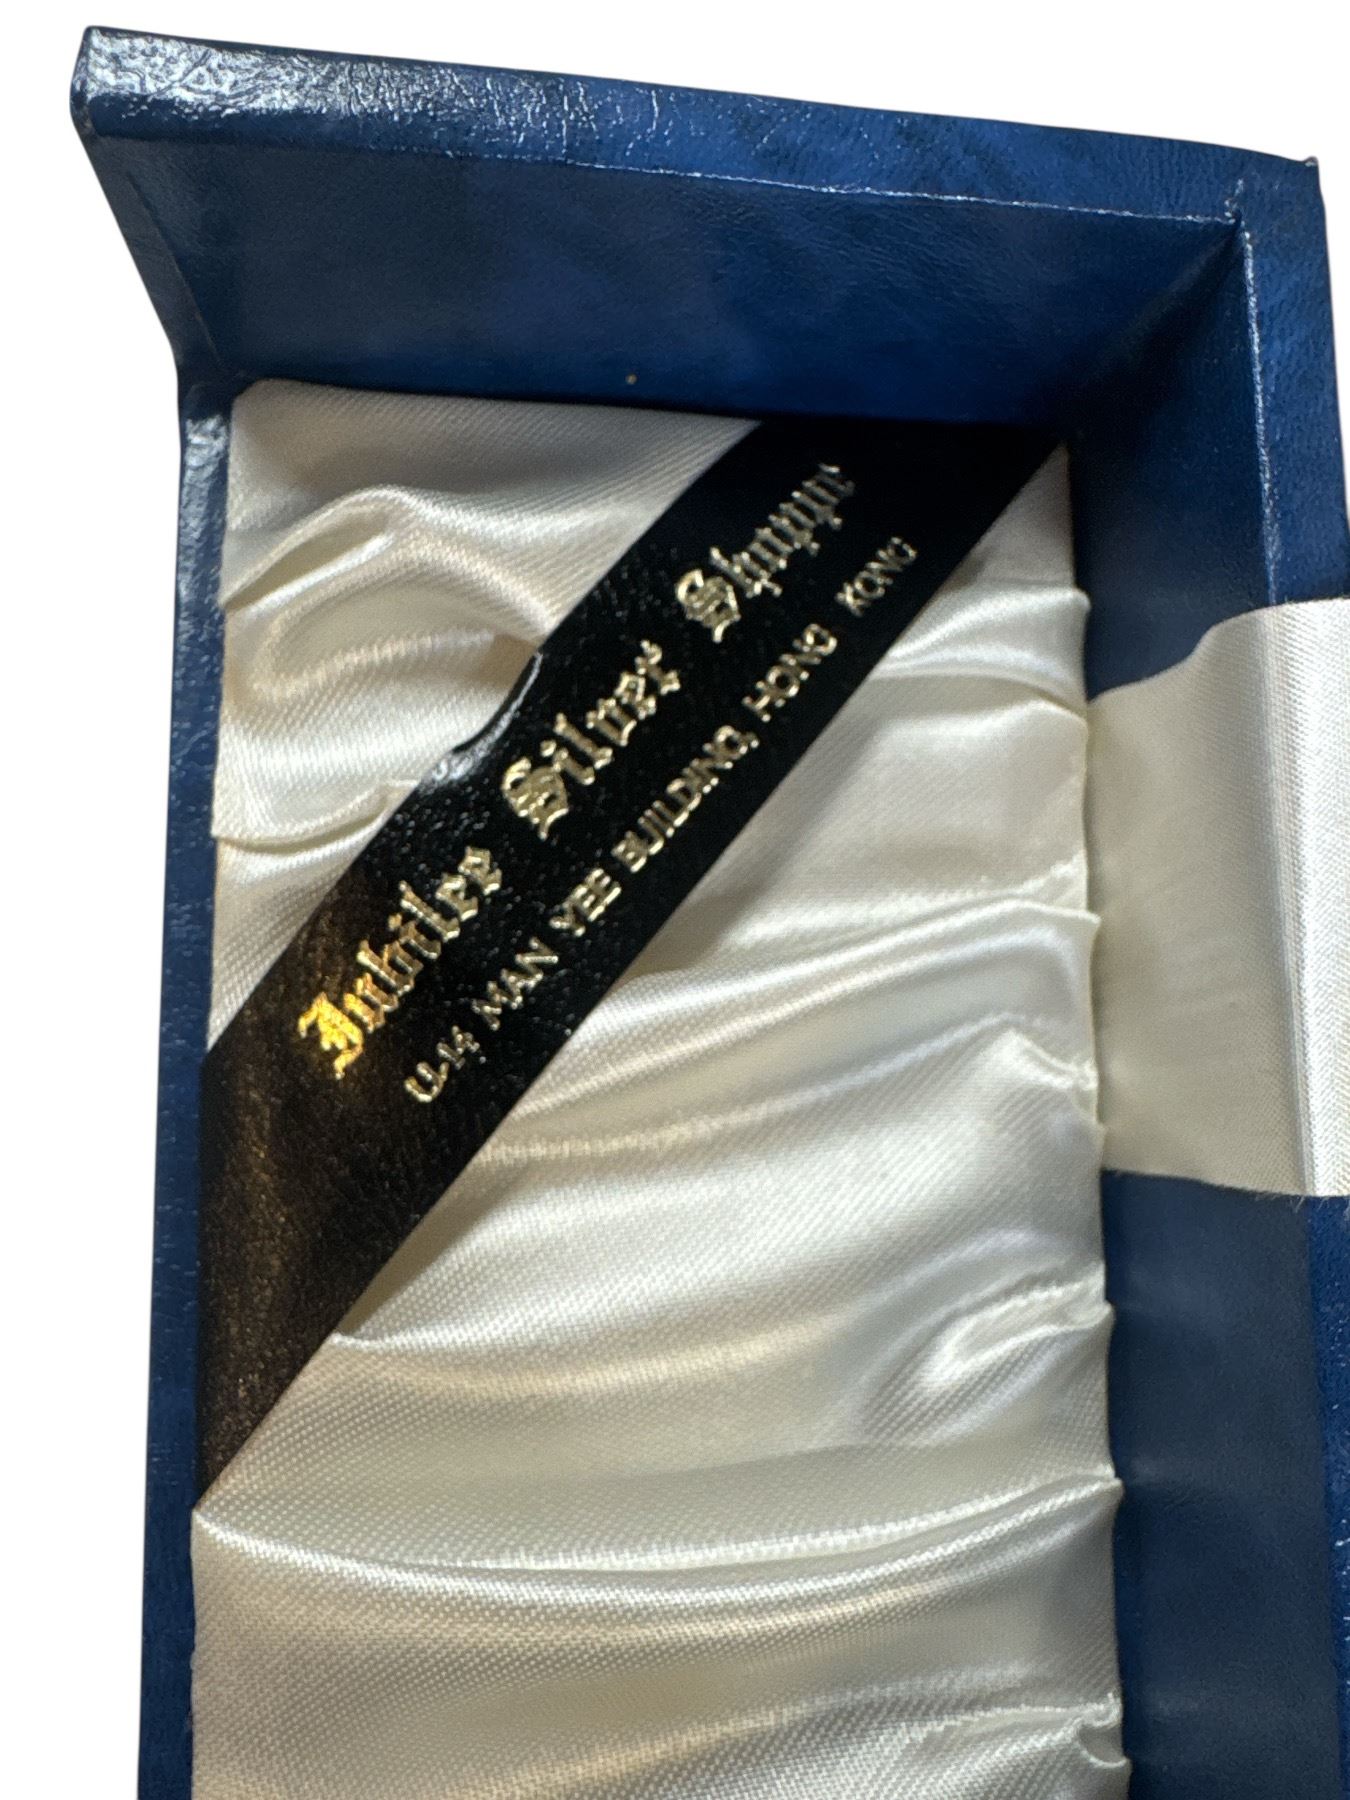 Jubilee Silver Shoppe
U-14 MAN YEE BUILDING, HONG KONG